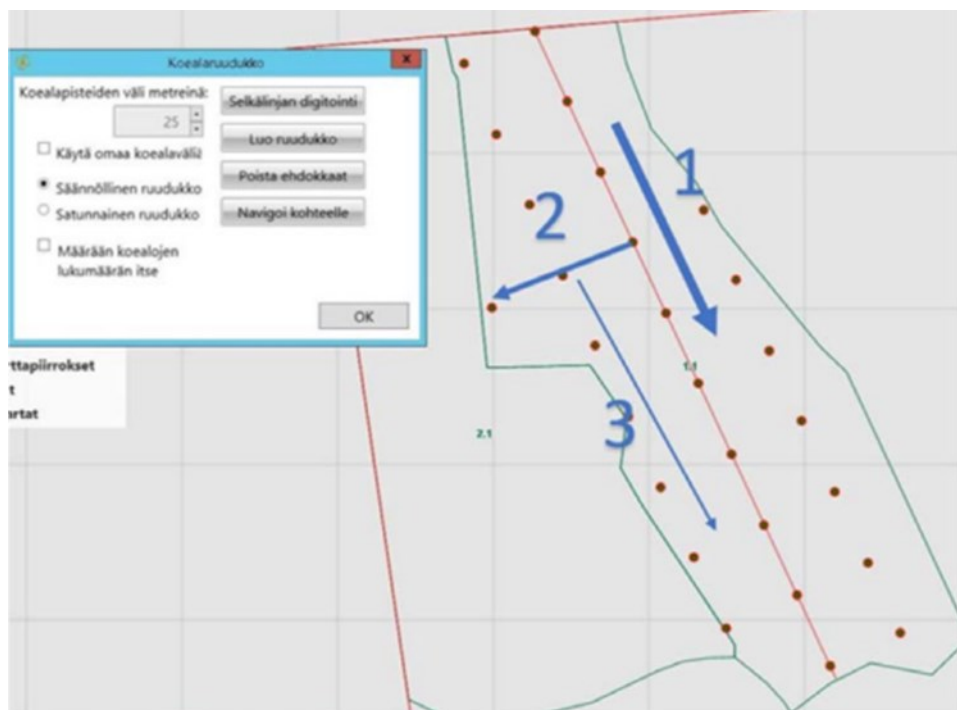 Koealaruudukko
x
Koealapisteiden väli metreinä:
25
Käytä omaa koealaväliä
Säännöllinen ruudukko
Satunnainen ruudukko
Määrään koealojen
lukumäärän itse
Selkälinjan digitointi
Luo ruudukko
Poista ehdokkaat
Navigoi kohteelle
OK
rttapiirrokset
t
artat
1
2
3
1.1
2.1